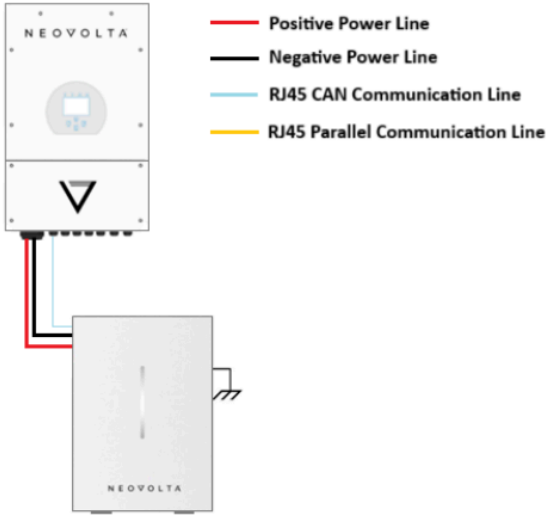 NEOVOLTA
Positive Power Line
Negative Power Line
RJ45 CAN Communication Line
RJ45 Parallel Communication Line
NEOVOLTA